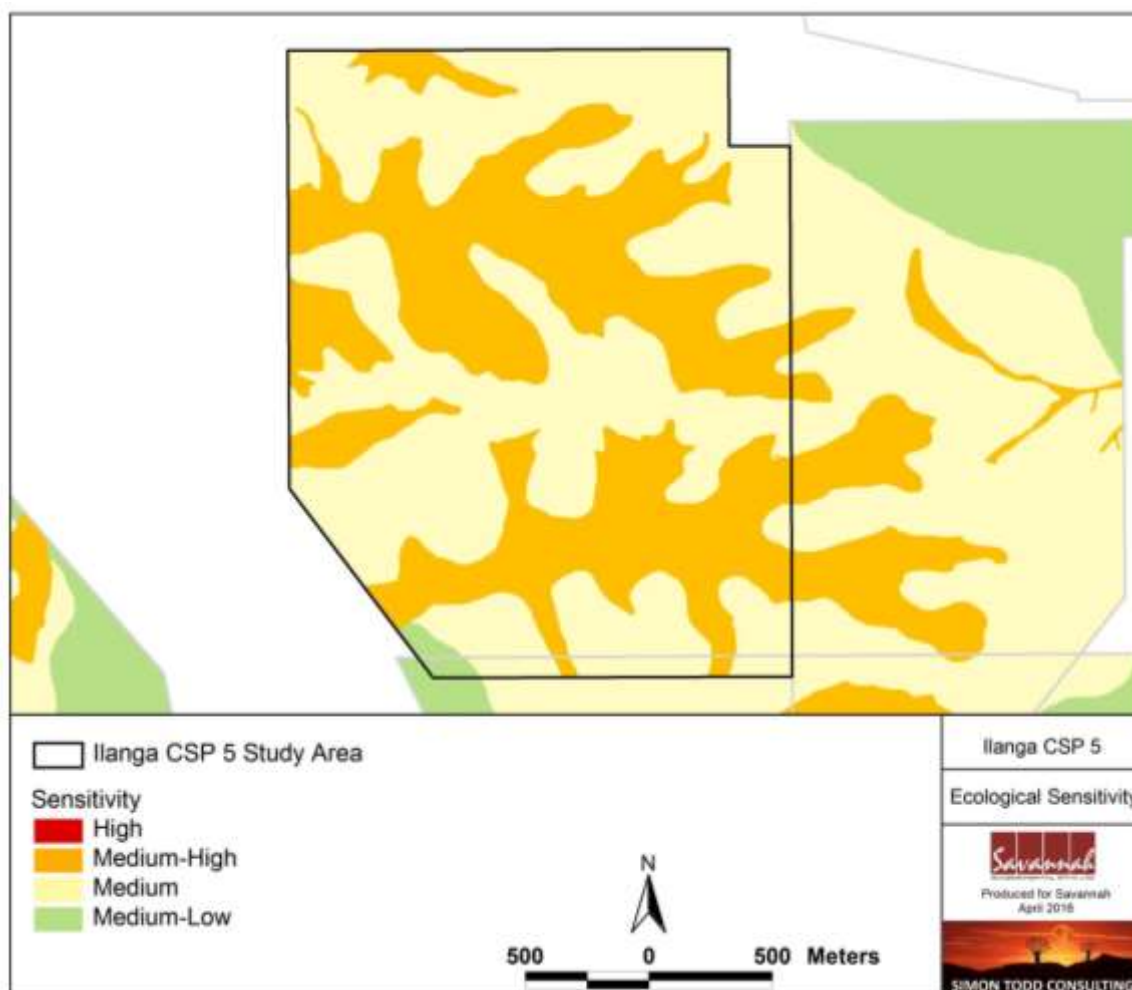 Ilanga CSP 5 Study Area
Sensitivity
High
Medium-High
Medium
Medium-Low
N
500 0 500 Meters
Ilanga CSP 5
Ecological Sensitivity
Savannah
Produced for Savannah
April 2016
SIMON TODD CONSULTING